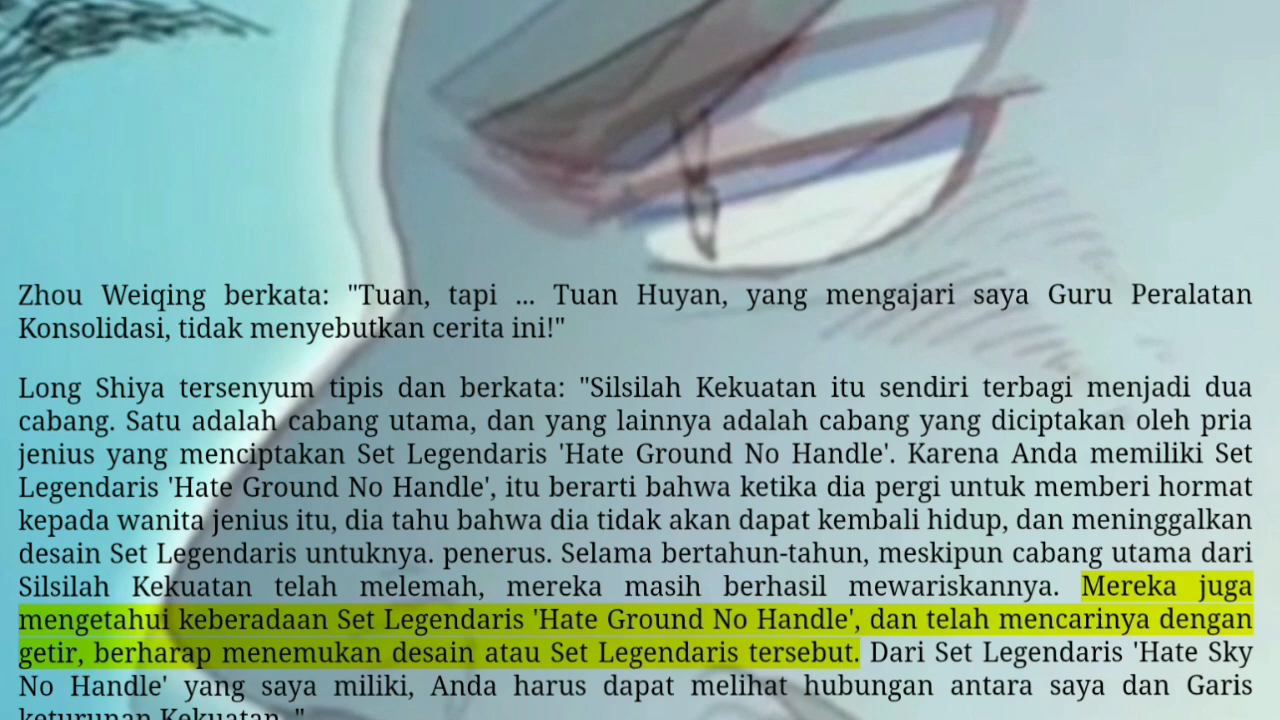 Zhou Weiqing berkata: "Tuan, tapi ... Tuan Huyan, yang mengajari saya Guru Peralatan
Konsolidasi, tidak menyebutkan cerita ini!"
Long Shiya tersenyum tipis dan berkata: "Silsilah Kekuatan itu sendiri terbagi menjadi dua
cabang. Satu adalah cabang utama, dan yang lainnya adalah cabang yang diciptakan oleh pria
jenius yang menciptakan Set Legendaris 'Hate Ground No Handle'. Karena Anda memiliki Set
Legendaris 'Hate Ground No Handle', itu berarti bahwa ketika dia pergi untuk memberi hormat
kepada wanita jenius itu, dia tahu bahwa dia tidak akan dapat kembali hidup, dan meninggalkan
desain Set Legendaris untuknya. penerus. Selama bertahun-tahun, meskipun cabang utama dari
Silsilah Kekuatan telah melemah, mereka masih berhasil mewariskannya. Mereka juga
mengetahui keberadaan Set Legendaris 'Hate Ground No Handle', dan telah mencarinya dengan
getir, berharap menemukan desain atau Set Legendaris tersebut. Dari Set Legendaris 'Hate Sky
No Handle' yang saya miliki, Anda harus dapat melihat hubungan antara saya dan Garis
keturunan Kekuatan. "